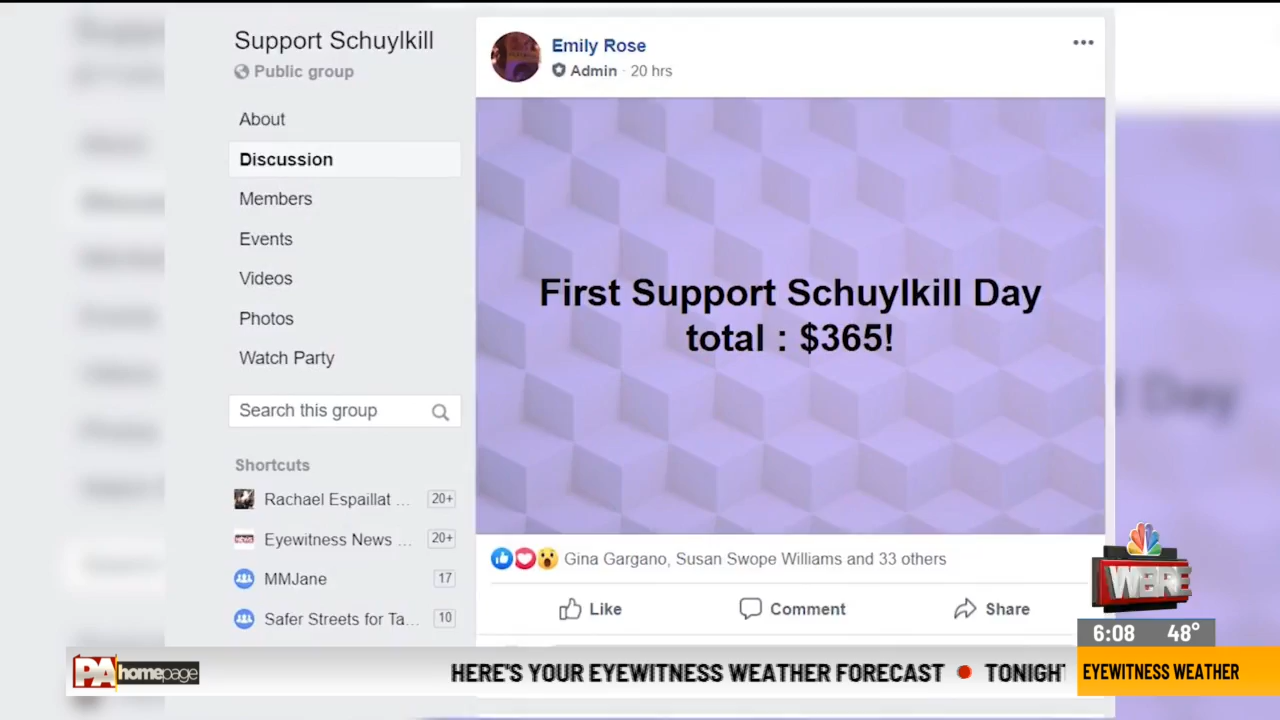 Support Schuylkill
Public group
About
Discussion
Members
Events
Videos
Photos
Watch Party
Search this group
Shortcuts
Rachael Espaillat ... 20+
Eyewitness News ... 20+
MMJane 17
Safer Streets for Ta... 10
Emily Rose
Admin · 20 hrs
First Support Schuylkill Day
total : $365!
Gina Gargano, Susan Swope Williams and 33 others
Like Comment Share
WBRE
6:08 48°
PA homepage
HERE'S YOUR EYEWITNESS WEATHER FORECAST • TONIGHT
EYEWITNESS WEATHER